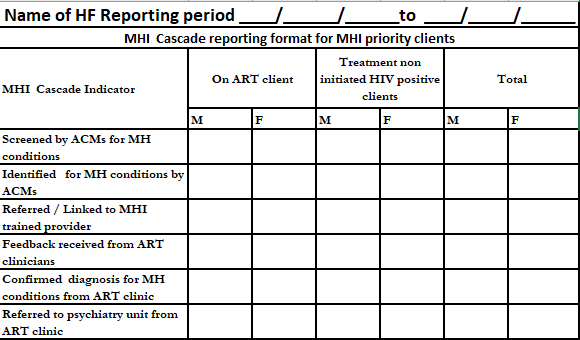 Name of HF Reporting period ____/______/______to ____/_____/______
MHI Cascade reporting format for MHI priority clients
MHI Cascade Indicator
On ART client
Treatment non
initiated HIV positive
clients
Total
M F M F M F
Screened by ACMs for MH
conditions
Identified for MH conditions by
ACMs
Referred / Linked to MHI
trained provider
Feedback received from ART
clinicians
Confirmed diagnosis for MH
conditions from ART clinic
Referred to psychiatry unit from
ART clinic